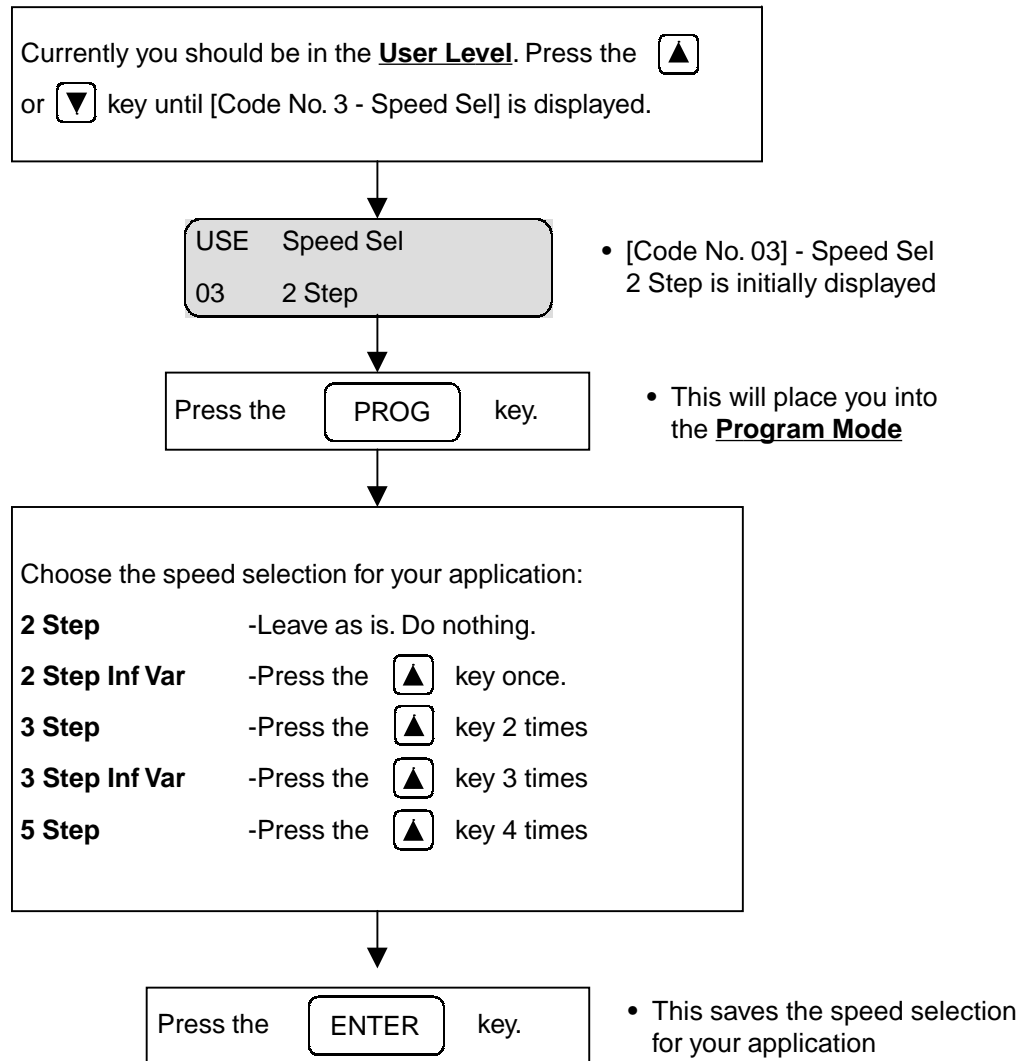 Currently you should be in the User Level. Press the ▲
or ▼ key until [Code No. 3 - Speed Sel] is displayed.
USE Speed Sel
03 2 Step
• [Code No. 03] - Speed Sel
2 Step is initially displayed
Press the PROG key.
• This will place you into
the Program Mode
Choose the speed selection for your application:
2 Step -Leave as is. Do nothing.
2 Step Inf Var -Press the ▲ key once.
3 Step -Press the ▲ key 2 times
3 Step Inf Var -Press the ▲ key 3 times
5 Step -Press the ▲ key 4 times
Press the ENTER key.
• This saves the speed selection
for your application